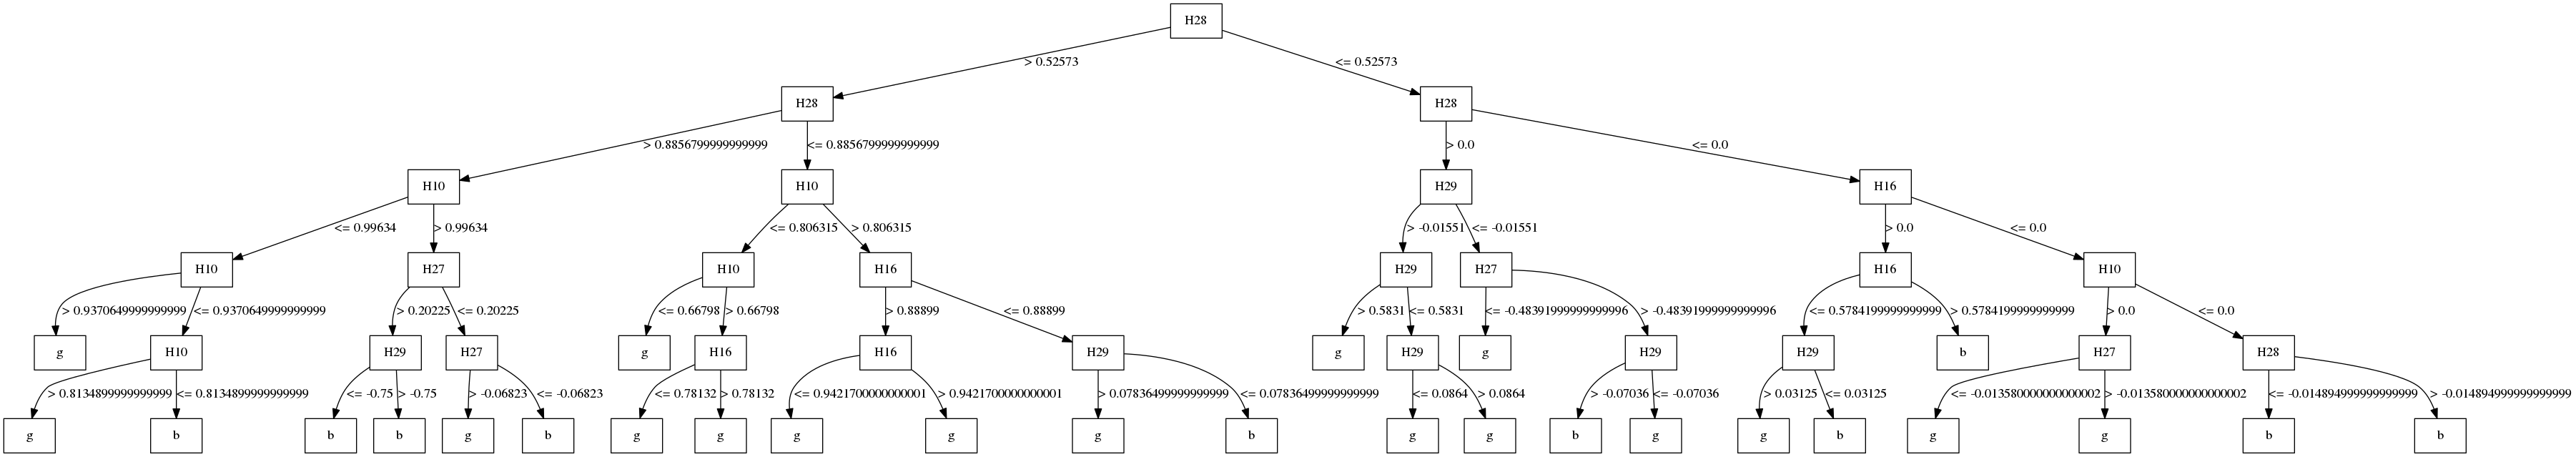 H28
> 0.52573
<= 0.52573
H28
H28
> 0.8856799999999999
<= 0.8856799999999999
> 0.0
<= 0.0
H10
H10
H29
H16
<= 0.99634
> 0.99634
<= 0.806315
> 0.806315
> -0.01551
<= -0.01551
> 0.0
<= 0.0
H10
H27
H10
H16
H29
H27
H16
H10
> 0.9370649999999999
<= 0.9370649999999999
> 0.20225
<= 0.20225
<= 0.66798
> 0.66798
> 0.88899
<= 0.88899
> 0.5831
<= 0.5831
<= -0.48391999999999996
> -0.48391999999999996
<= 0.5784199999999999
> 0.5784199999999999
> 0.0
<= 0.0
g
H10
H29
H27
g
H16
H16
H29
g
H29
g
H29
H29
b
H27
H28
> 0.8134899999999999
<= 0.8134899999999999
<= -0.75
> -0.75
> -0.06823
<= -0.06823
<= 0.78132
> 0.78132
<= 0.9421700000000001
> 0.9421700000000001
> 0.07836499999999999
<= 0.07836499999999999
<= 0.0864
> 0.0864
> -0.07036
<= -0.07036
> 0.03125
<= 0.03125
<= -0.013580000000000002
> -0.013580000000000002
<= -0.014894999999999999
> -0.014894999999999999
g
b
b
b
g
b
g
g
g
g
g
b
g
g
b
g
g
b
g
g
b
b